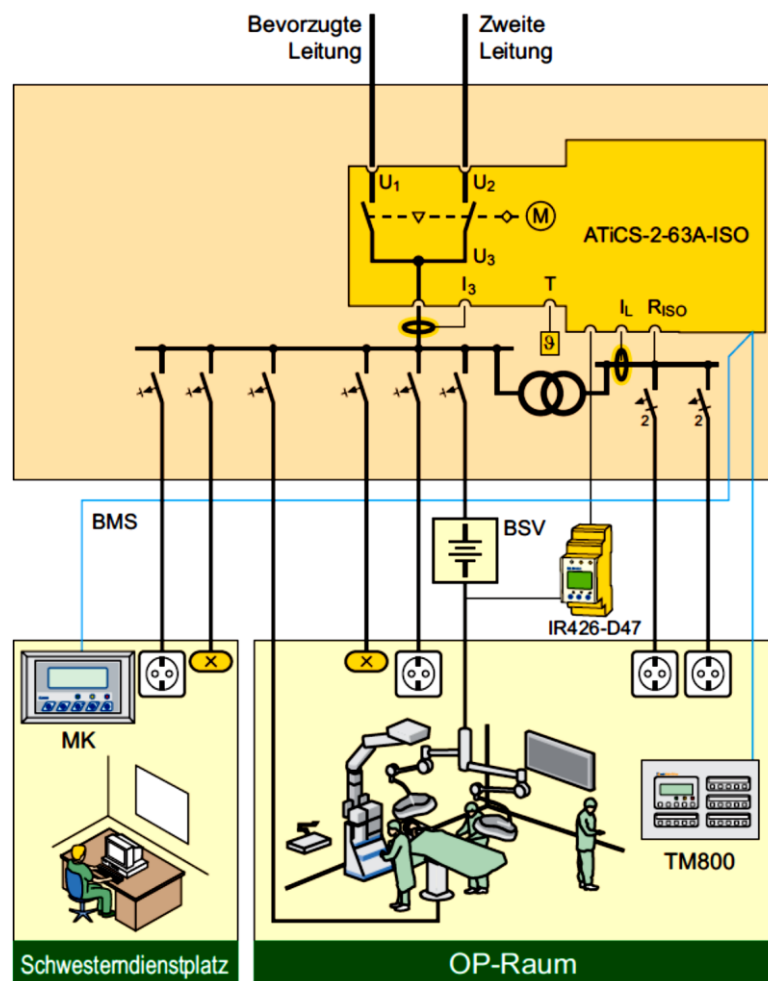 Bevorzugte
Leitung
Zweite
Leitung
U1
U2
M
ATiCS-2-63A-ISO
U3
I3
T
IL
RISO
ϑ
2
2
BMS
BSV
IR426-D47
MK
TM800
Schwesterndienstplatz
OP-Raum